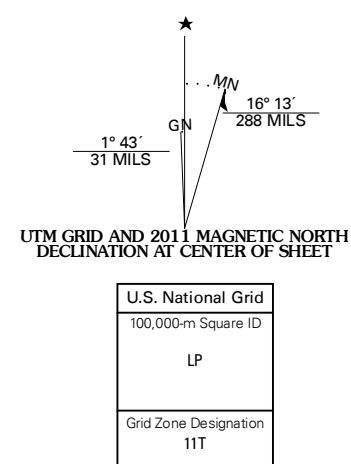 MN
GN
16° 13´
288 MILS
1° 43´
31 MILS
UTM GRID AND 2011 MAGNETIC NORTH
DECLINATION AT CENTER OF SHEET
U.S. National Grid
100,000-m Square ID
LP
Grid Zone Designation
11T